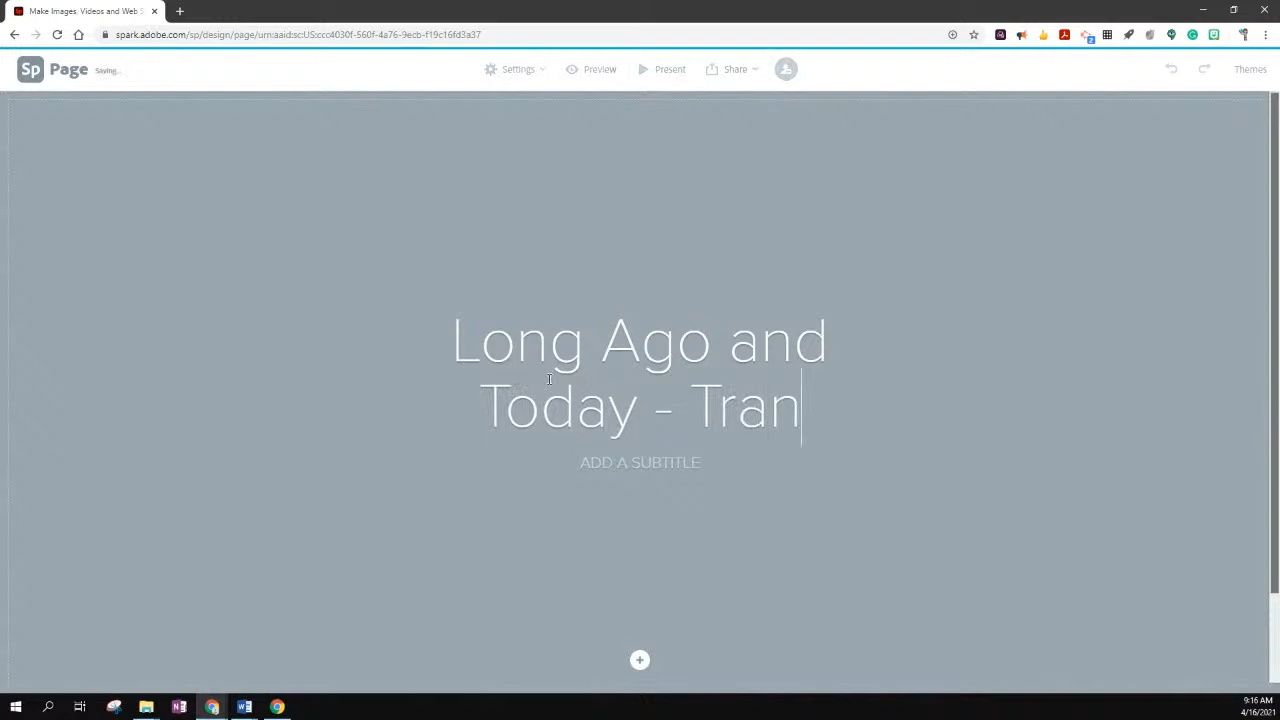 Make Images, Videos and Web S
spark.adobe.com/sp/design/page/urn:aaid:sc:US:ccc4030f-560f-4a76-9ecb-f19c16fd3a37
Sp Page Saving... Settings Preview Present Share Themes
Long Ago and
Today - Tran
ADD A SUBTITLE
9:16 AM
4/16/2021